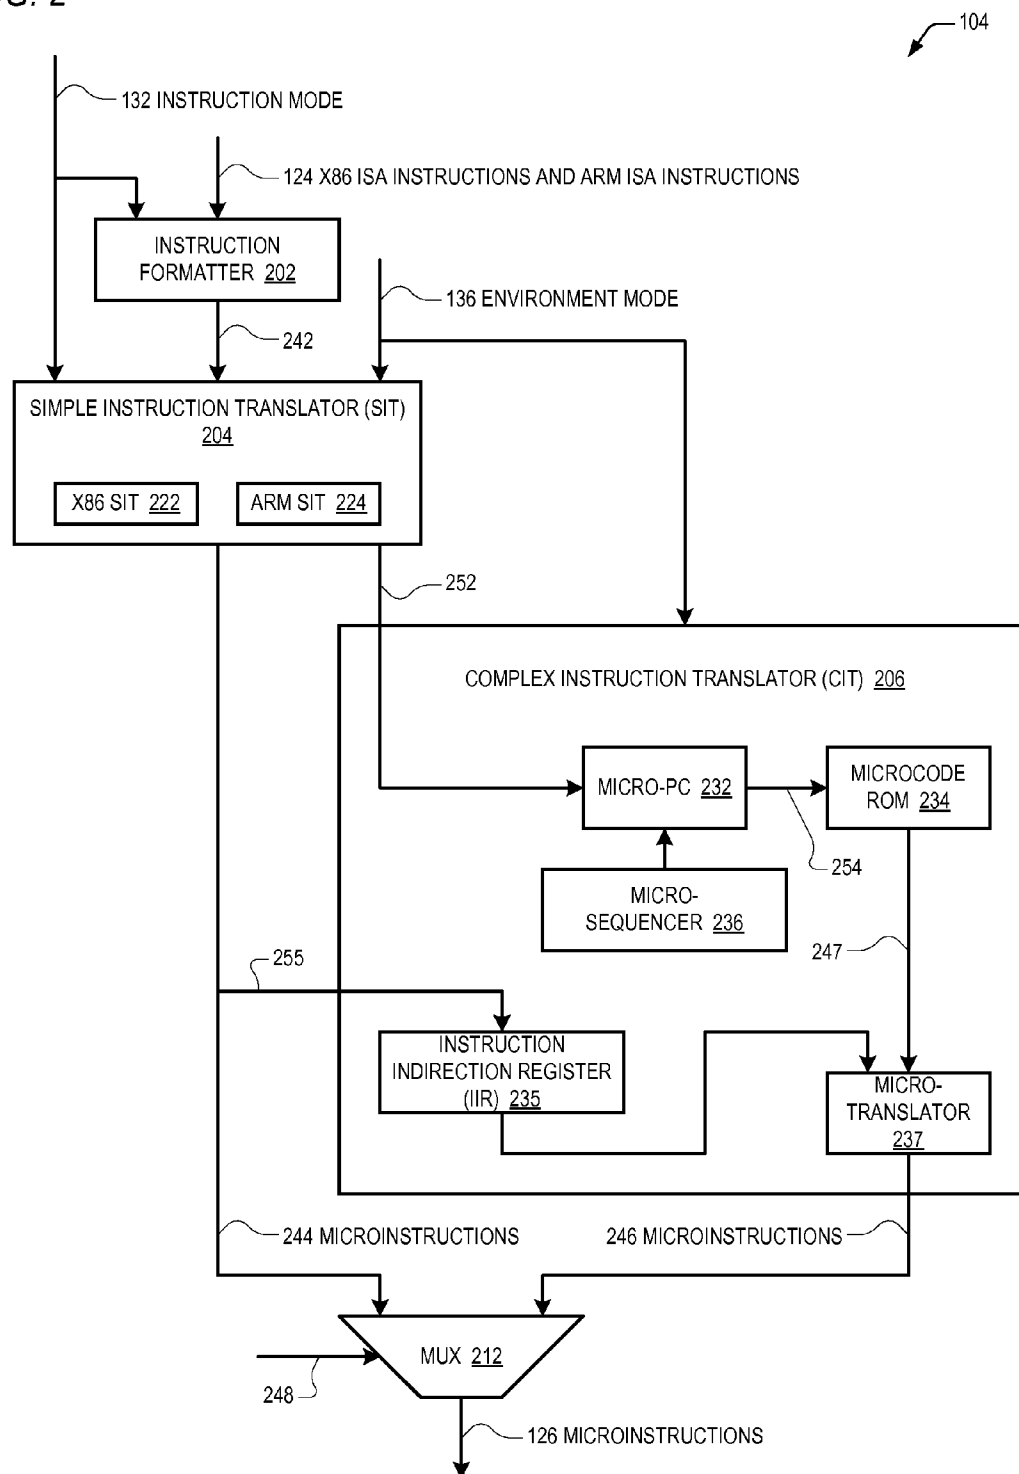 104
132 INSTRUCTION MODE
124 X86 ISA INSTRUCTIONS AND ARM ISA INSTRUCTIONS
INSTRUCTION
FORMATTER 202
136 ENVIRONMENT MODE
242
SIMPLE INSTRUCTION TRANSLATOR (SIT)
204
X86 SIT 222
ARM SIT 224
252
COMPLEX INSTRUCTION TRANSLATOR (CIT) 206
MICRO-PC 232
MICROCODE
ROM 234
254
MICRO-
SEQUENCER 236
247
255
INSTRUCTION
INDIRECTION REGISTER
(IIR) 235
MICRO-
TRANSLATOR
237
244 MICROINSTRUCTIONS
246 MICROINSTRUCTIONS
MUX 212
248
126 MICROINSTRUCTIONS